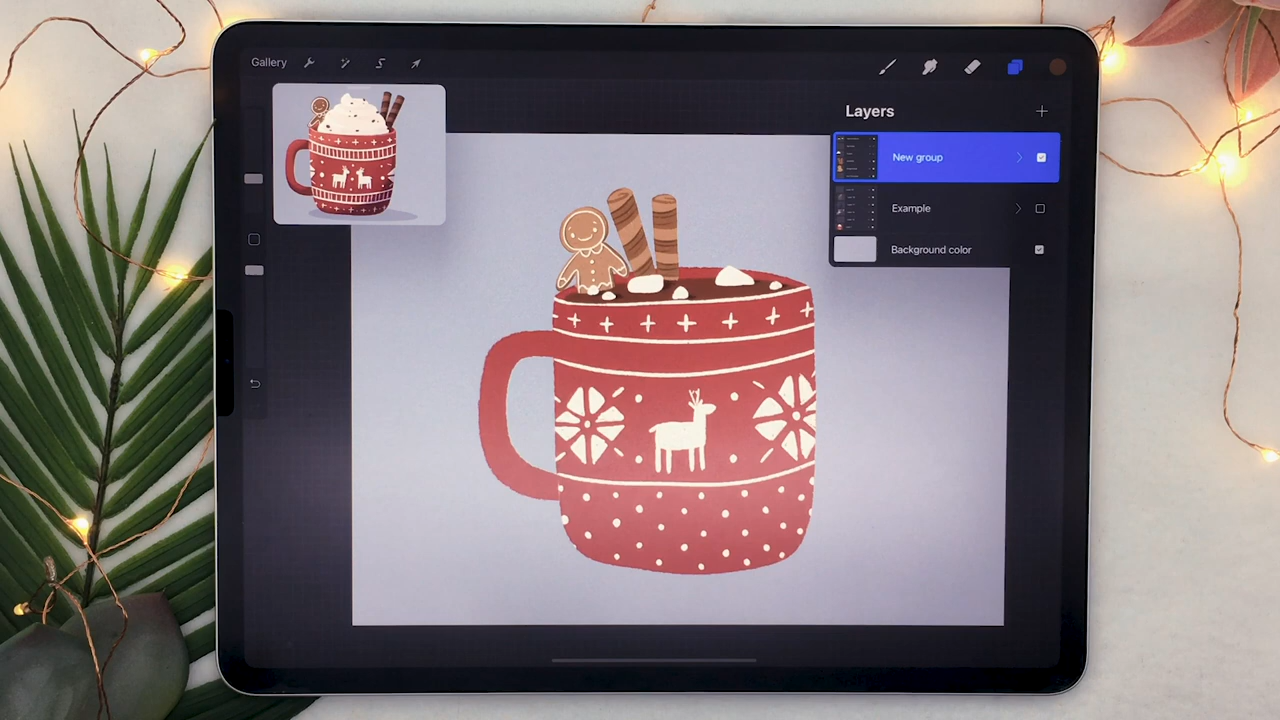 Gallery
Layers
New group
Example
Background color